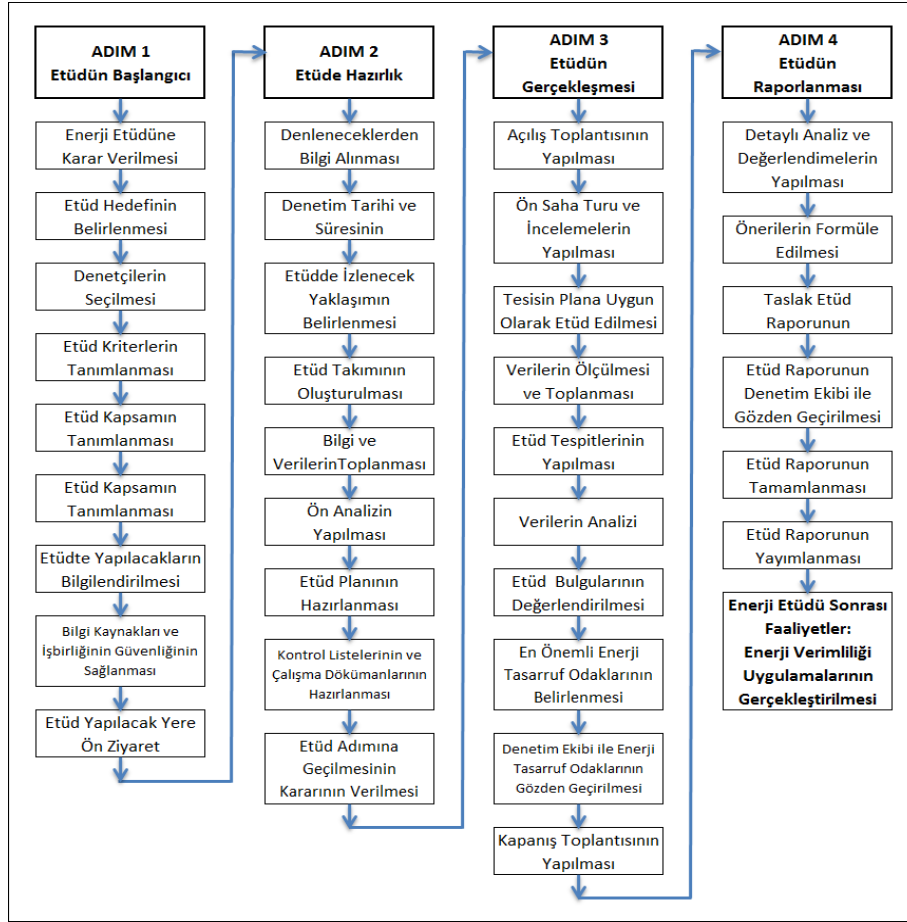 ADIM 1
Etüdün Başlangıcı
Enerji Etüdüne
Karar Verilmesi
Etüd Hedefinin
Belirlenmesi
Denetçilerin
Seçilmesi
Etüd Kriterlerin
Tanımlanması
Etüd Kapsamın
Tanımlanması
Etüd Kapsamın
Tanımlanması
Etüdte Yapılacakların
Bilgilendirilmesi
Bilgi Kaynakları ve
İşbirliğinin Güvenliğinin
Sağlanması
Etüd Yapılacak Yere
Ön Ziyaret
ADIM 2
Etüde Hazırlık
Denleneceklerden
Bilgi Alınması
Denetim Tarihi ve
Süresinin
Etüdde İzlenecek
Yaklaşımın
Belirlenmesi
Etüd Takımının
Oluşturulması
Bilgi ve
VerilerinToplanması
Ön Analizin
Yapılması
Etüd Planının
Hazırlanması
Kontrol Listelerinin ve
Çalışma Dökümanlarının
Hazırlanması
Etüd Adımına
Geçilmesinin
Kararının Verilmesi
ADIM 3
Etüdün
Gerçekleşmesi
Açılış Toplantısının
Yapılması
Ön Saha Turu ve
İncelemelerin
Yapılması
Tesisin Plana Uygun
Olarak Etüd Edilmesi
Verilerin Ölçülmesi
ve Toplanması
Etüd Tespitlerinin
Yapılması
Verilerin Analizi
Etüd  Bulgularının
Değerlendirilmesi
En Önemli Enerji
Tasarruf Odaklarının
Belirlenmesi
Denetim Ekibi ile Enerji
Tasarruf Odaklarının
Gözden Geçirilmesi
Kapanış Toplantısının
Yapılması
ADIM 4
Etüdün
Raporlanması
Detaylı Analiz ve
Değerlendimelerin
Yapılması
Önerilerin Formüle
Edilmesi
Taslak Etüd
Raporunun
Etüd Raporunun
Denetim Ekibi ile
Gözden Geçirilmesi
Etüd Raporunun
Tamamlanması
Etüd Raporunun
Yayımlanması
Enerji Etüdü Sonrası
Faaliyetler:
Enerji Verimliliği
Uygulamalarının
Gerçekleştirilmesi